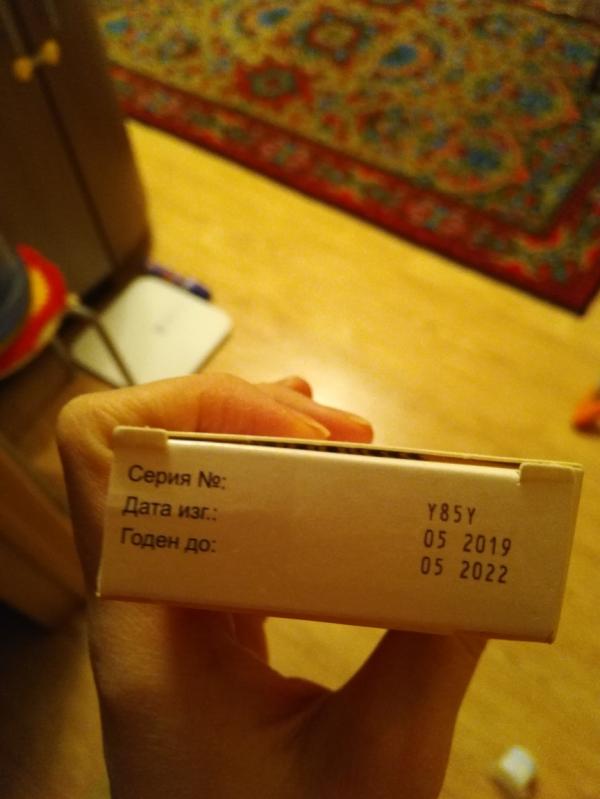 Серия №: Y85Y
Дата изг.: 05 2019
Годен до: 05 2022